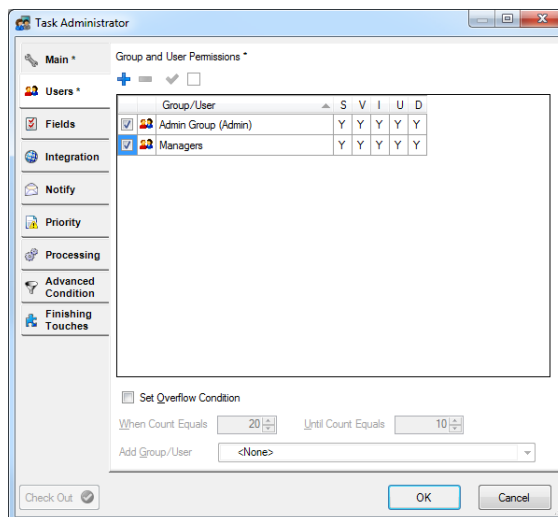 Task Administrator
Main *
Users *
Fields
Integration
Notify
Priority
Processing
Advanced
Condition
Finishing
Touches
Group and User Permissions *
Group/User S V I U D
Admin Group (Admin) Y Y Y Y Y
Managers Y Y Y Y Y
Set Overflow Condition
When Count Equals 20 Until Count Equals 10
Add Group/User <None>
Check Out OK Cancel